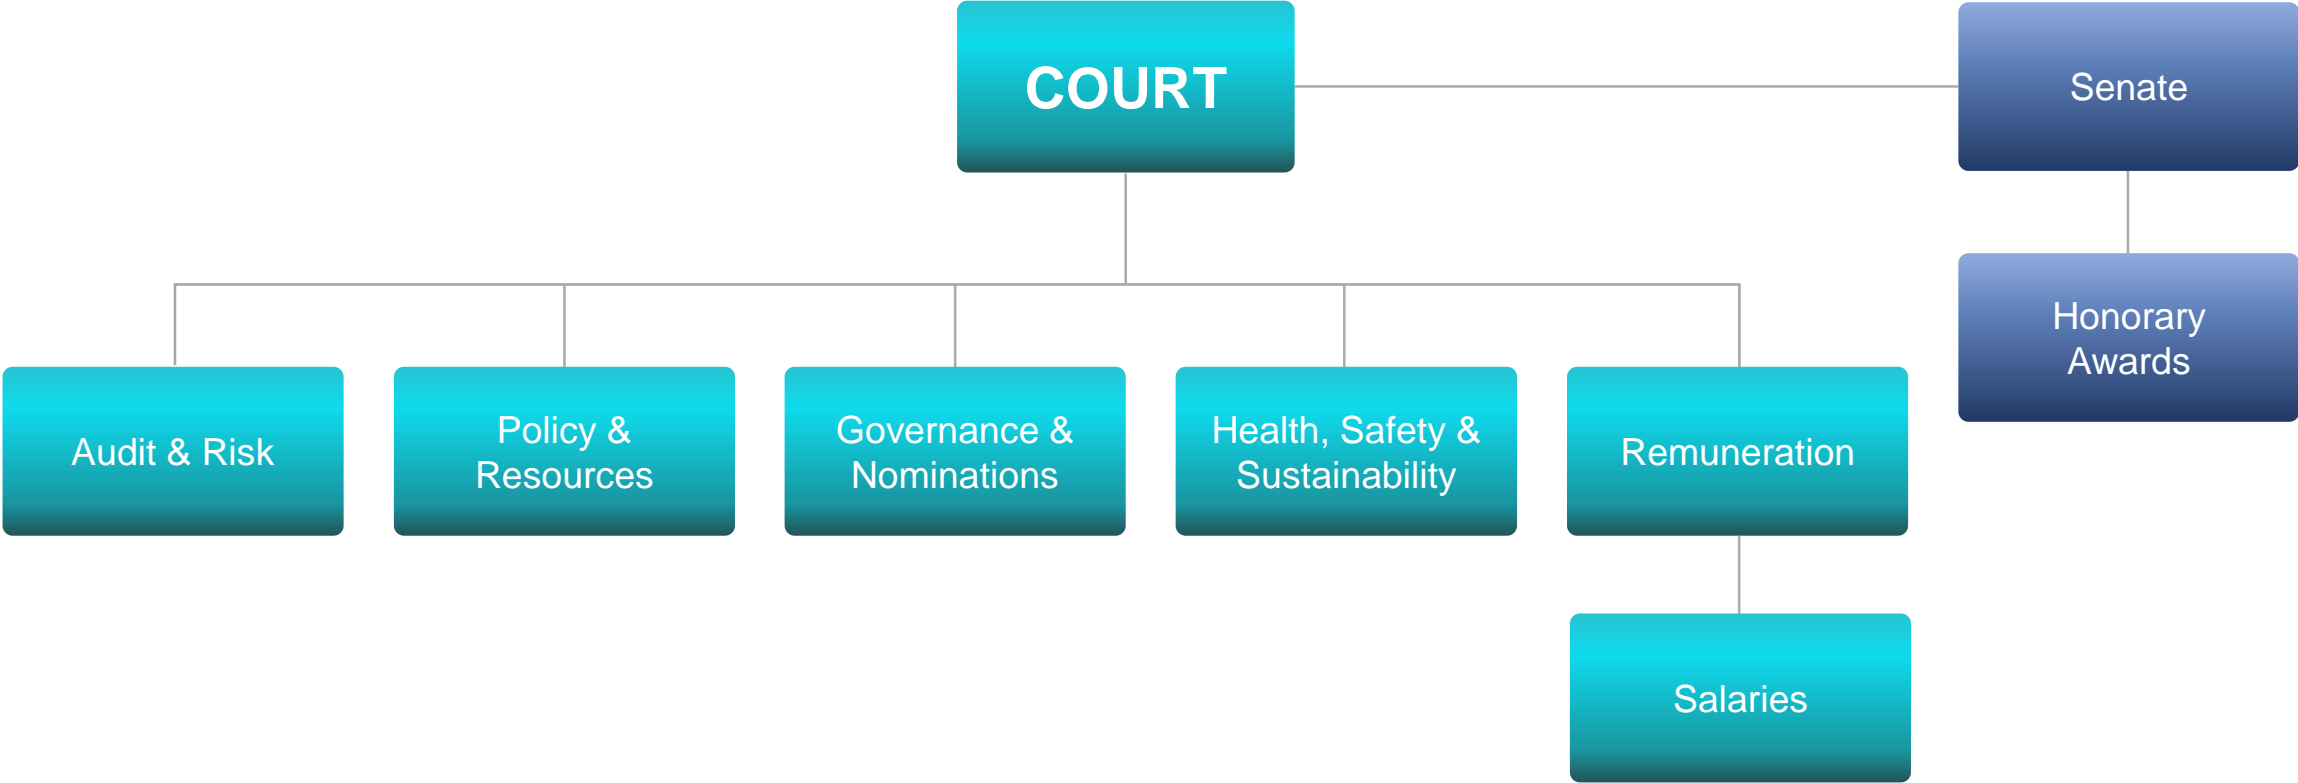 COURT
Senate
Honorary
Awards
Audit & Risk
Policy &
Resources
Governance &
Nominations
Health, Safety &
Sustainability
Remuneration
Salaries